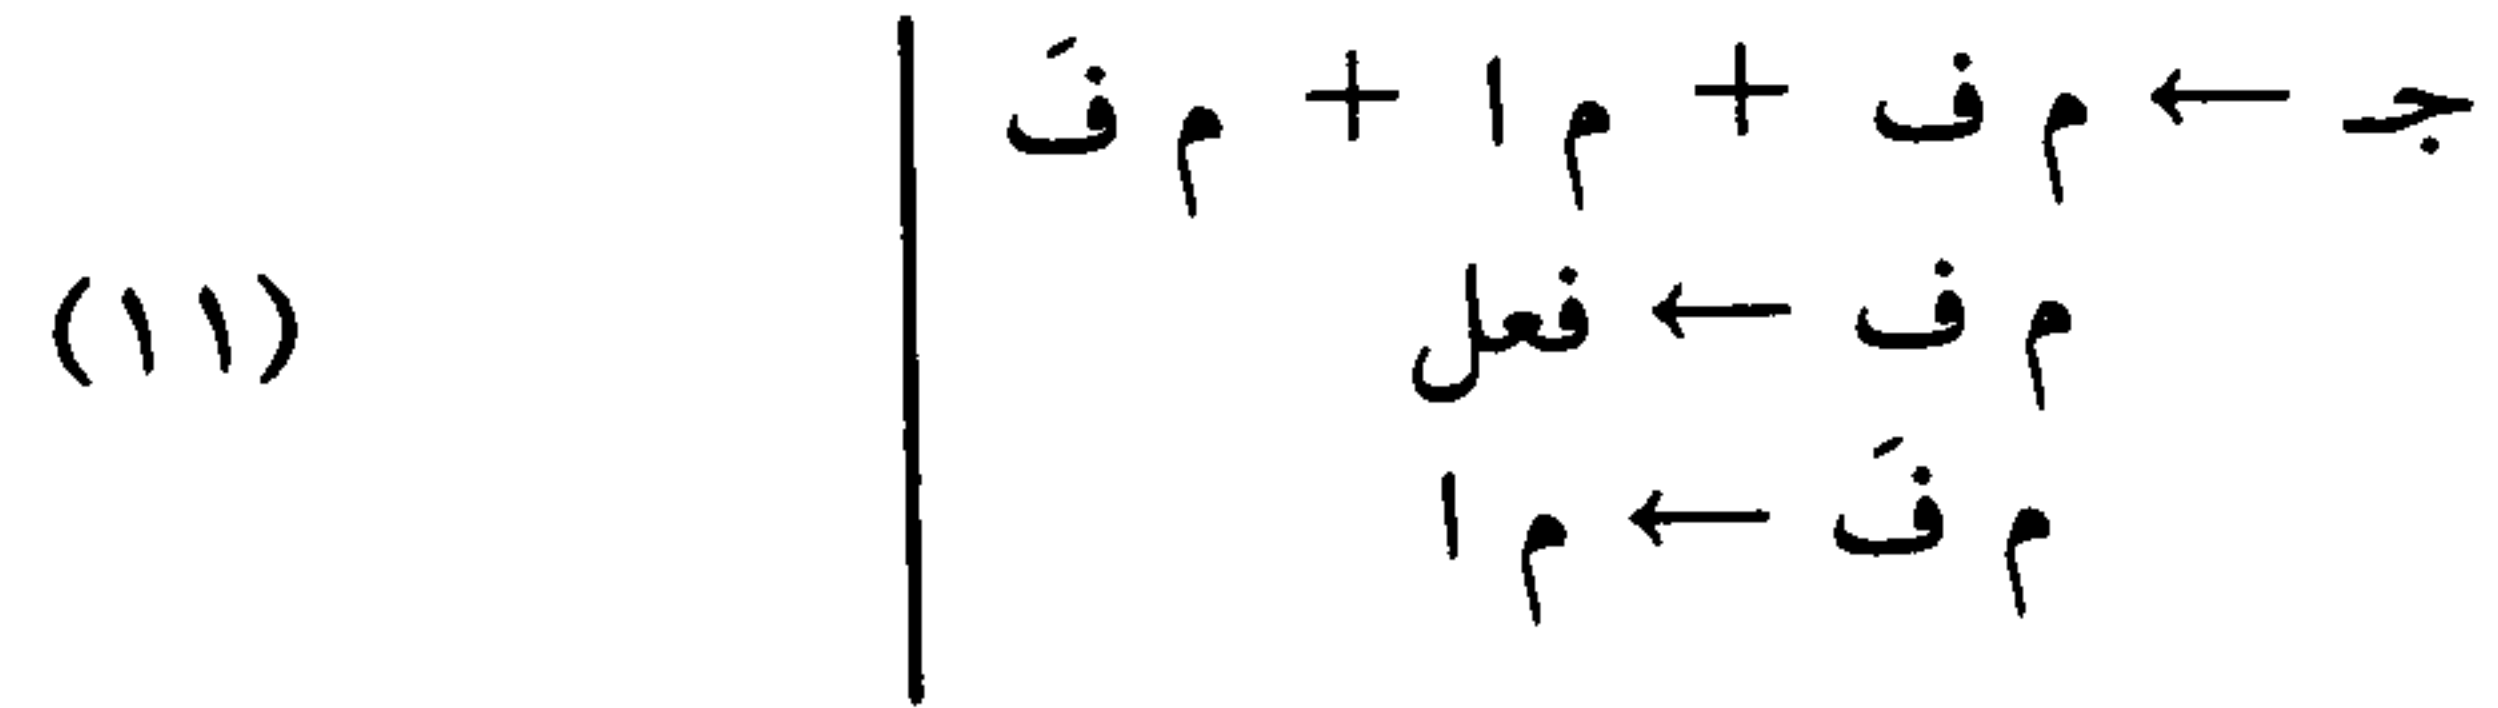 جـ ← م ف + م ا + م فَ
م ف ← فعل (١١)
م فَ ← م ا